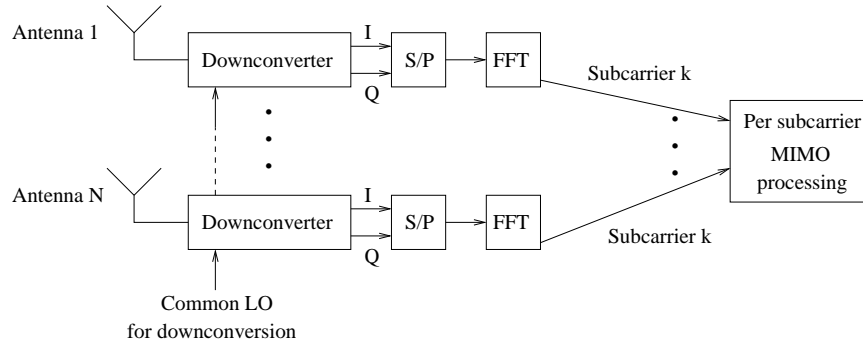 Antenna 1
Downconverter
I
Q
S/P
FFT
Subcarrier k
Per subcarrier
MIMO
processing
Antenna N
Downconverter
I
Q
S/P
FFT
Subcarrier k
Common LO
for downconversion